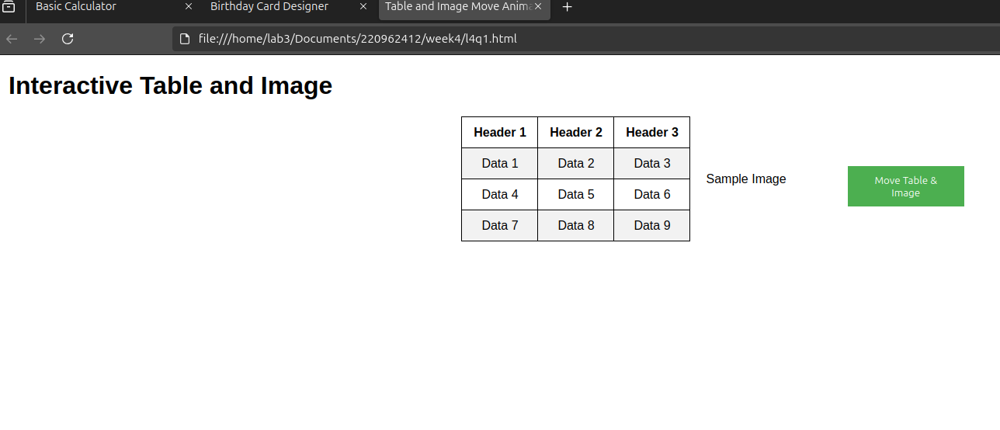 Basic Calculator
Birthday Card Designer
Table and Image Move Anima
file:///home/lab3/Documents/220962412/week4/l4q1.html
Interactive Table and Image
Header 1 Header 2 Header 3
Data 1 Data 2 Data 3
Data 4 Data 5 Data 6
Data 7 Data 8 Data 9
Sample Image
Move Table &
Image